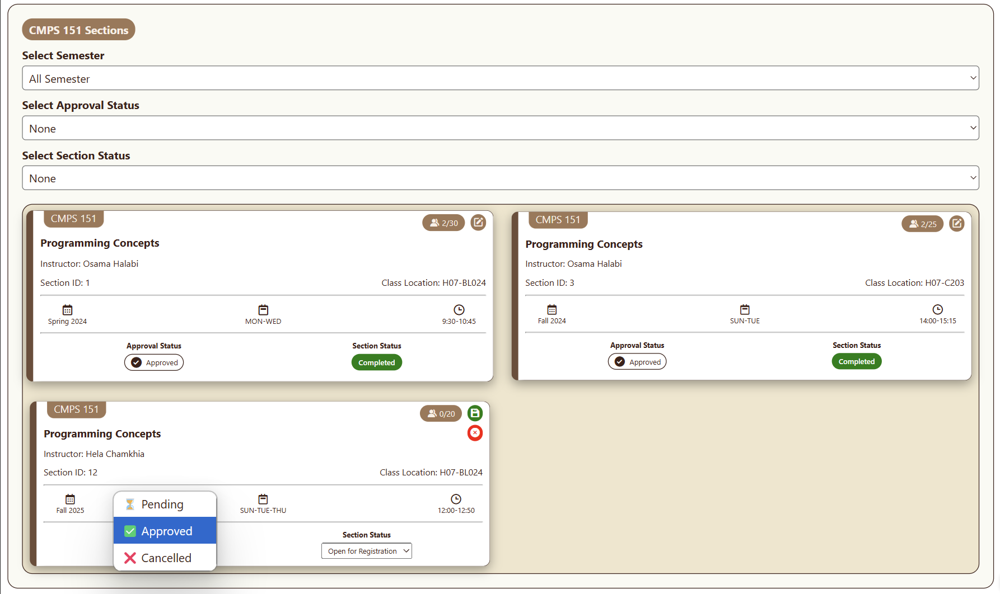 CMPS 151 Sections
Select Semester
All Semester
Select Approval Status
None
Select Section Status
None
CMPS 151
2/30
Programming Concepts
Instructor: Osama Halabi
Section ID: 1
Class Location: H07-BL024
Spring 2024
MON-WED
9:30-10:45
Approval Status
Section Status
Approved
Completed
CMPS 151
2/25
Programming Concepts
Instructor: Osama Halabi
Section ID: 3
Class Location: H07-C203
Fall 2024
SUN-TUE
14:00-15:15
Approval Status
Section Status
Approved
Completed
CMPS 151
0/20
Programming Concepts
Instructor: Hela Chamkhia
Section ID: 12
Class Location: H07-BL024
Fall 2025
SUN-TUE-THU
12:00-12:50
Pending
Approved
Cancelled
Section Status
Open for Registration